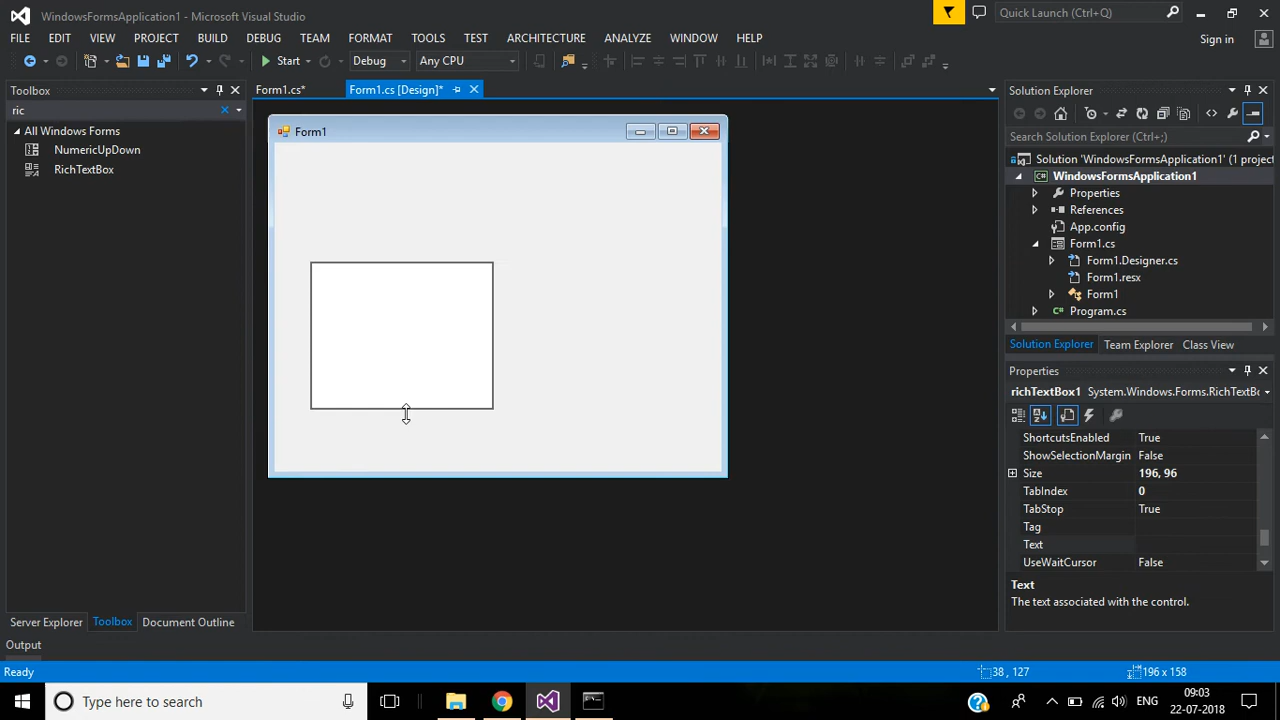 WindowsFormsApplication1 - Microsoft Visual Studio
Quick Launch (Ctrl+Q)
FILE EDIT VIEW PROJECT BUILD DEBUG TEAM FORMAT TOOLS TEST ARCHITECTURE ANALYZE WINDOW HELP
Sign in
Start Debug Any CPU
Toolbox
ric
All Windows Forms
NumericUpDown
RichTextBox
Form1.cs* Form1.cs [Design]*
Form1
Solution Explorer
Search Solution Explorer (Ctrl+;)
Solution 'WindowsFormsApplication1' (1 project
C# WindowsFormsApplication1
Properties
References
App.config
Form1.cs
Form1.Designer.cs
Form1.resx
Form1
C# Program.cs
Solution Explorer Team Explorer Class View
Properties
richTextBox1 System.Windows.Forms.RichTextBo
ShortcutsEnabled True
ShowSelectionMargin False
Size 196, 96
TabIndex 0
TabStop True
Tag
Text
UseWaitCursor False
Text
The text associated with the control.
Server Explorer Toolbox Document Outline
Output
Ready 38 , 127 196 x 158
Type here to search
ENG
09:03
22-07-2018